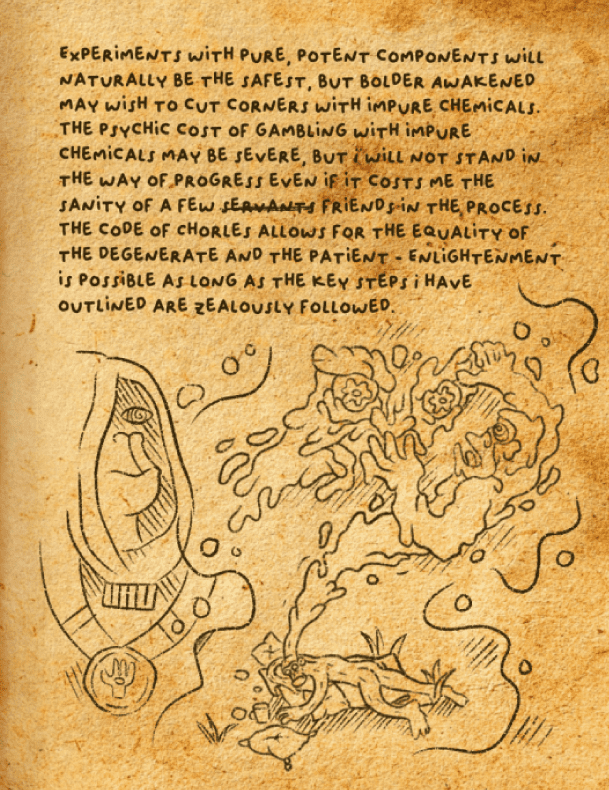 EXPERIMENTS WITH PURE, POTENT COMPONENTS WILL
NATURALLY BE THE SAFEST, BUT BOLDER AWAKENED
MAY WISH TO CUT CORNERS WITH IMPURE CHEMICALS.
THE PSYCHIC COST OF GAMBLING WITH IMPURE
CHEMICALS MAY BE SEVERE, BUT i WILL NOT STAND IN
THE WAY OF PROGRESS EVEN IF IT COSTS ME THE
SANITY OF A FEW SERVANTS FRIENDS IN THE PROCESS.
THE CODE OF CHORLES ALLOWS FOR THE EQUALITY OF
THE DEGENERATE AND THE PATIENT - ENLIGHTENMENT
IS POSSIBLE AS LONG AS THE KEY STEPS i HAVE
OUTLINED ARE ZEALOUSLY FOLLOWED.